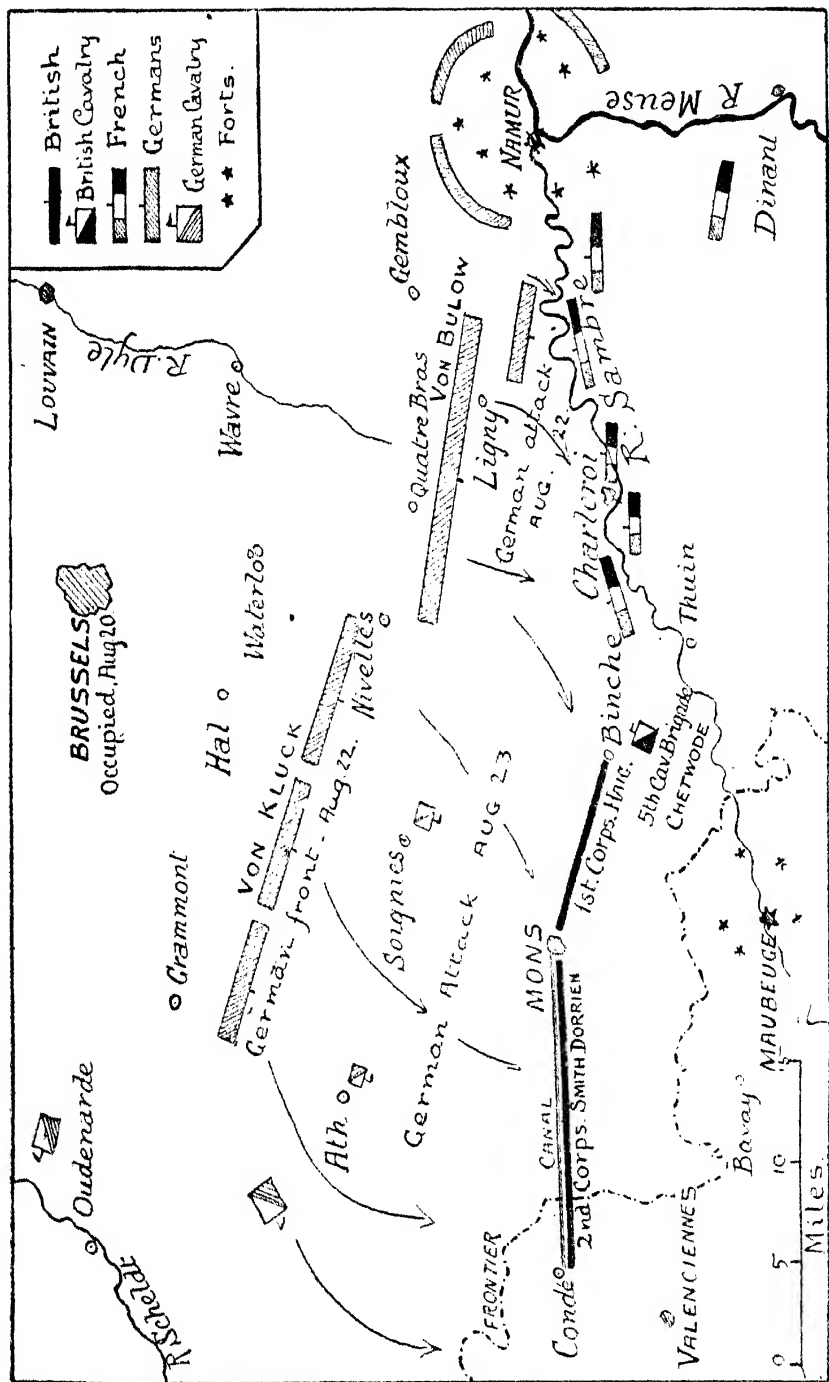 British
British Cavalry
French
Germans
German Cavalry
Forts.
R. Scheldt
Oudenarde
Grammont
BRUSSELS
Occupied, Aug 20
Hal
Waterloo
LOUVAIN
R. Dyle
Wavre
VON KLUCK
German front - Aug. 22.
Nivelles
Ath
Soignies
German Attack AUG 23
Quatre Bras
VON BULOW
Ligny
German attack
AUG. 22.
Gembloux
NAMUR
R MEUSE
Dinant
Charleroi
R. Sambre
FRONTIER
Condé
CANAL
MONS
2nd Corps. SMITH DORRIEN
1st. Corps. HAIG.
Binche
5th Cav. Brigade
CHETWODE
Thuin
VALENCIENNES
Bavay
MAUBEUGE
0 5 10 15
Miles